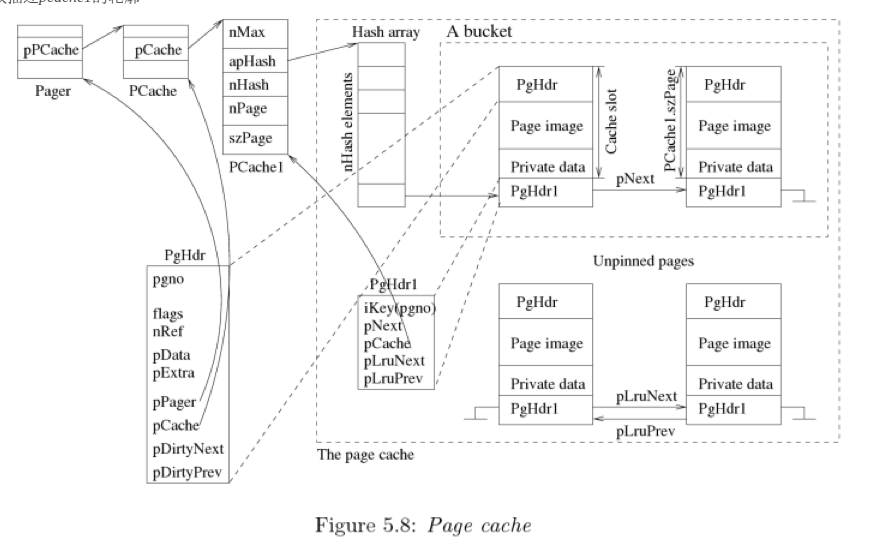 nMax
Hash array
A bucket
pPCache
pCache
apHash
nHash
nPage
szPage
Pager
PCache
PCache1
nHash elements
PgHdr
Page image
Private data
PgHdr1
Cache slot
PCache1.szPage
pNext
PgHdr
Page image
Private data
PgHdr1
PgHdr
pgno
flags
nRef
pData
pExtra
pPager
pCache
pDirtyNext
pDirtyPrev
PgHdr1
iKey(pgno)
pNext
pCache
pLruNext
pLruPrev
Unpinned pages
PgHdr
Page image
Private data
PgHdr1
pLruNext
pLruPrev
PgHdr
Page image
Private data
PgHdr1
The page cache
Figure 5.8: Page cache